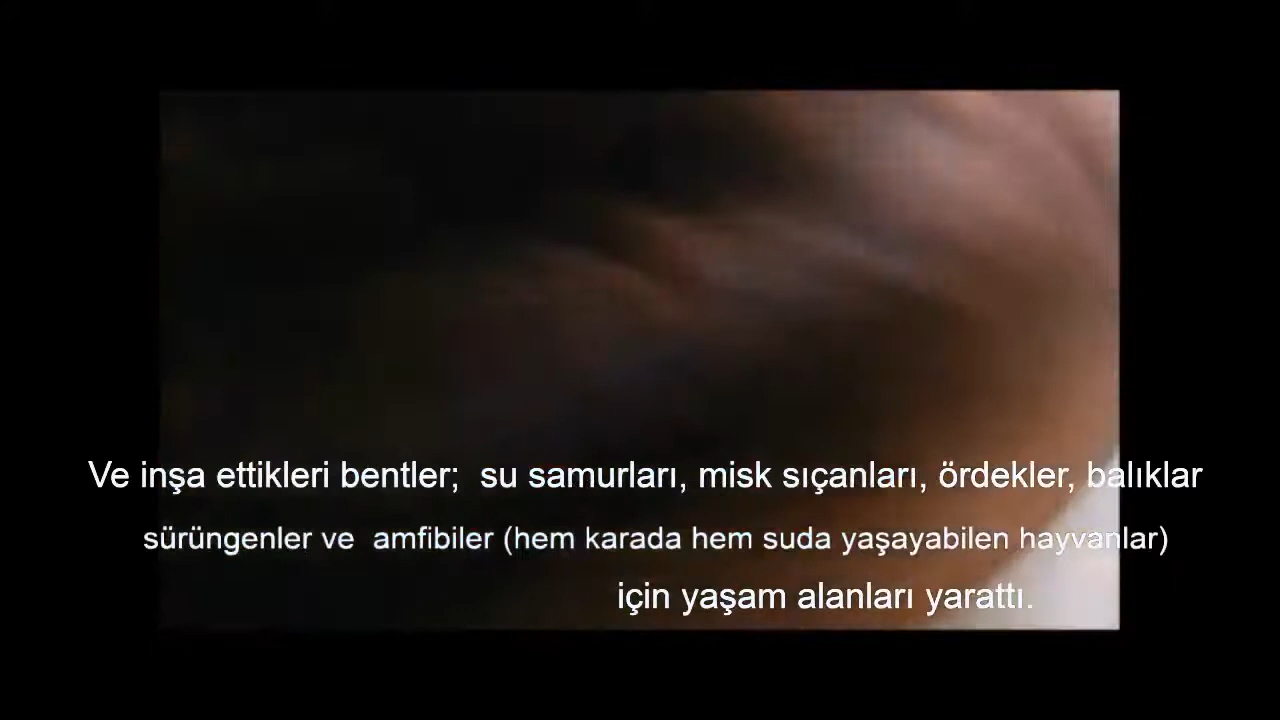 Ve inşa ettikleri bentler;  su samurları, misk sıçanları, ördekler, balıklar
sürüngenler ve  amfibiler (hem karada hem suda yaşayabilen hayvanlar)
için yaşam alanları yarattı.